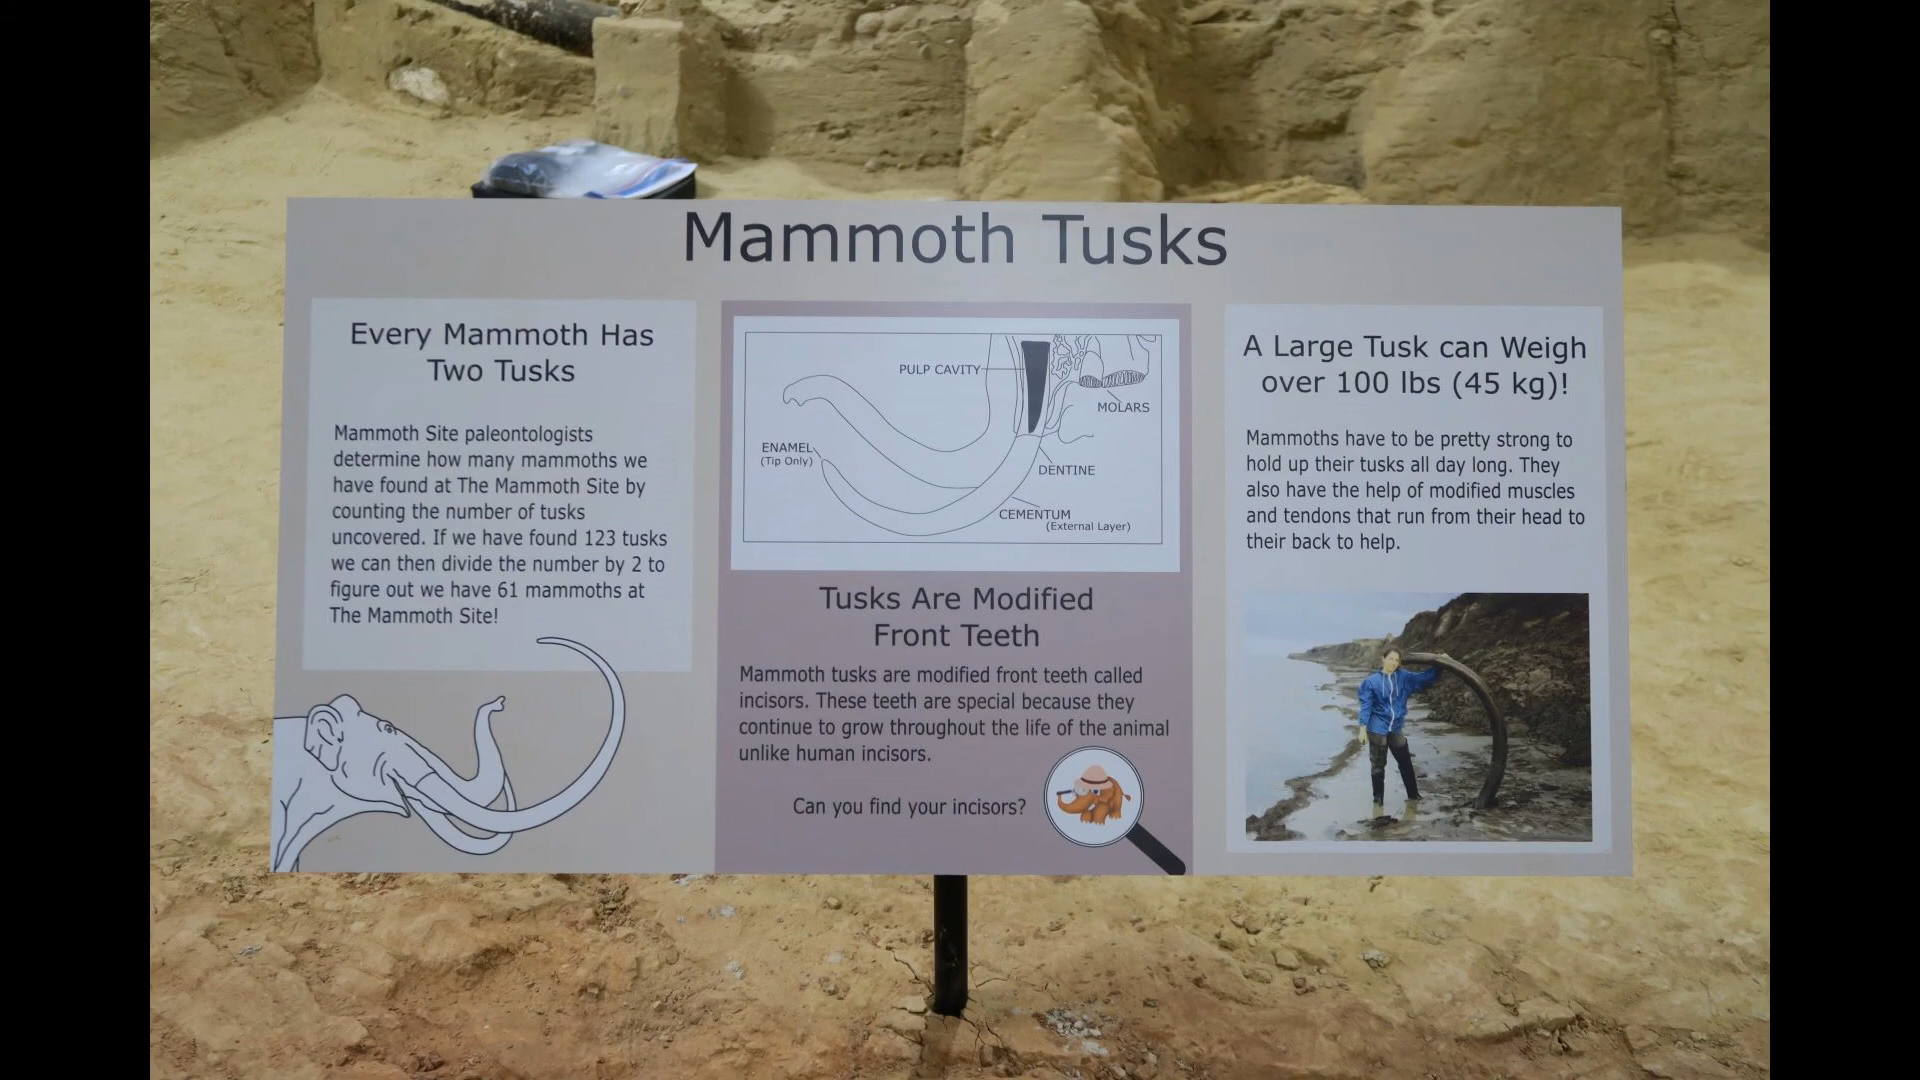 Mammoth Tusks
Every Mammoth Has
Two Tusks
Mammoth Site paleontologists
determine how many mammoths we
have found at The Mammoth Site by
counting the number of tusks
uncovered. If we have found 123 tusks
we can then divide the number by 2 to
figure out we have 61 mammoths at
The Mammoth Site!
PULP CAVITY
MOLARS
ENAMEL
(Tip Only)
DENTINE
CEMENTUM
(External Layer)
Tusks Are Modified
Front Teeth
Mammoth tusks are modified front teeth called
incisors. These teeth are special because they
continue to grow throughout the life of the animal
unlike human incisors.
Can you find your incisors?
A Large Tusk can Weigh
over 100 lbs (45 kg)!
Mammoths have to be pretty strong to
hold up their tusks all day long. They
also have the help of modified muscles
and tendons that run from their head to
their back to help.